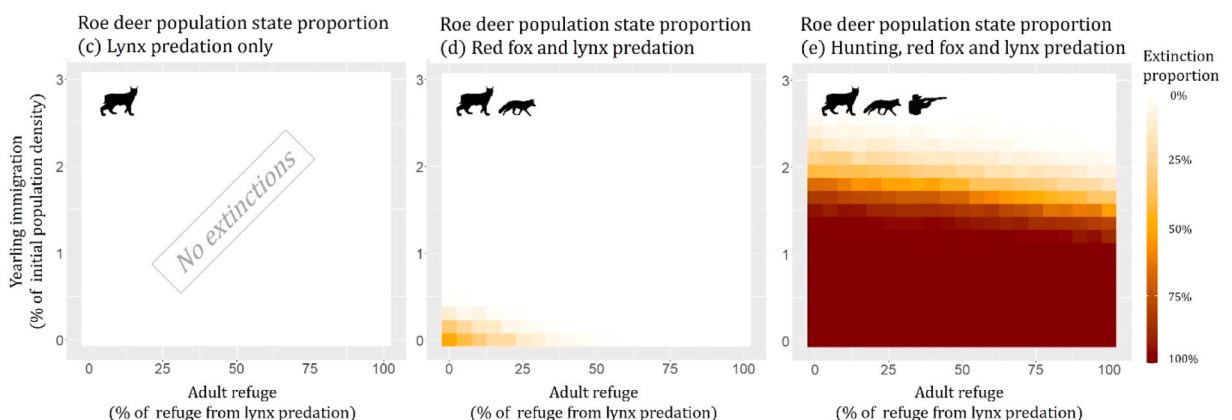 Roe deer population state proportion
(c) Lynx predation only
Roe deer population state proportion
(d) Red fox and lynx predation
Roe deer population state proportion
(e) Hunting, red fox and lynx predation
Yearling immigration
(% of initial population density)
3
2
1
0
No extinctions
0 25 50 75 100
Adult refuge
(% of refuge from lynx predation)
3
2
1
0
0 25 50 75 100
Adult refuge
(% of refuge from lynx predation)
3
2
1
0
0 25 50 75 100
Adult refuge
(% of refuge from lynx predation)
Extinction
proportion
0%
25%
50%
75%
100%